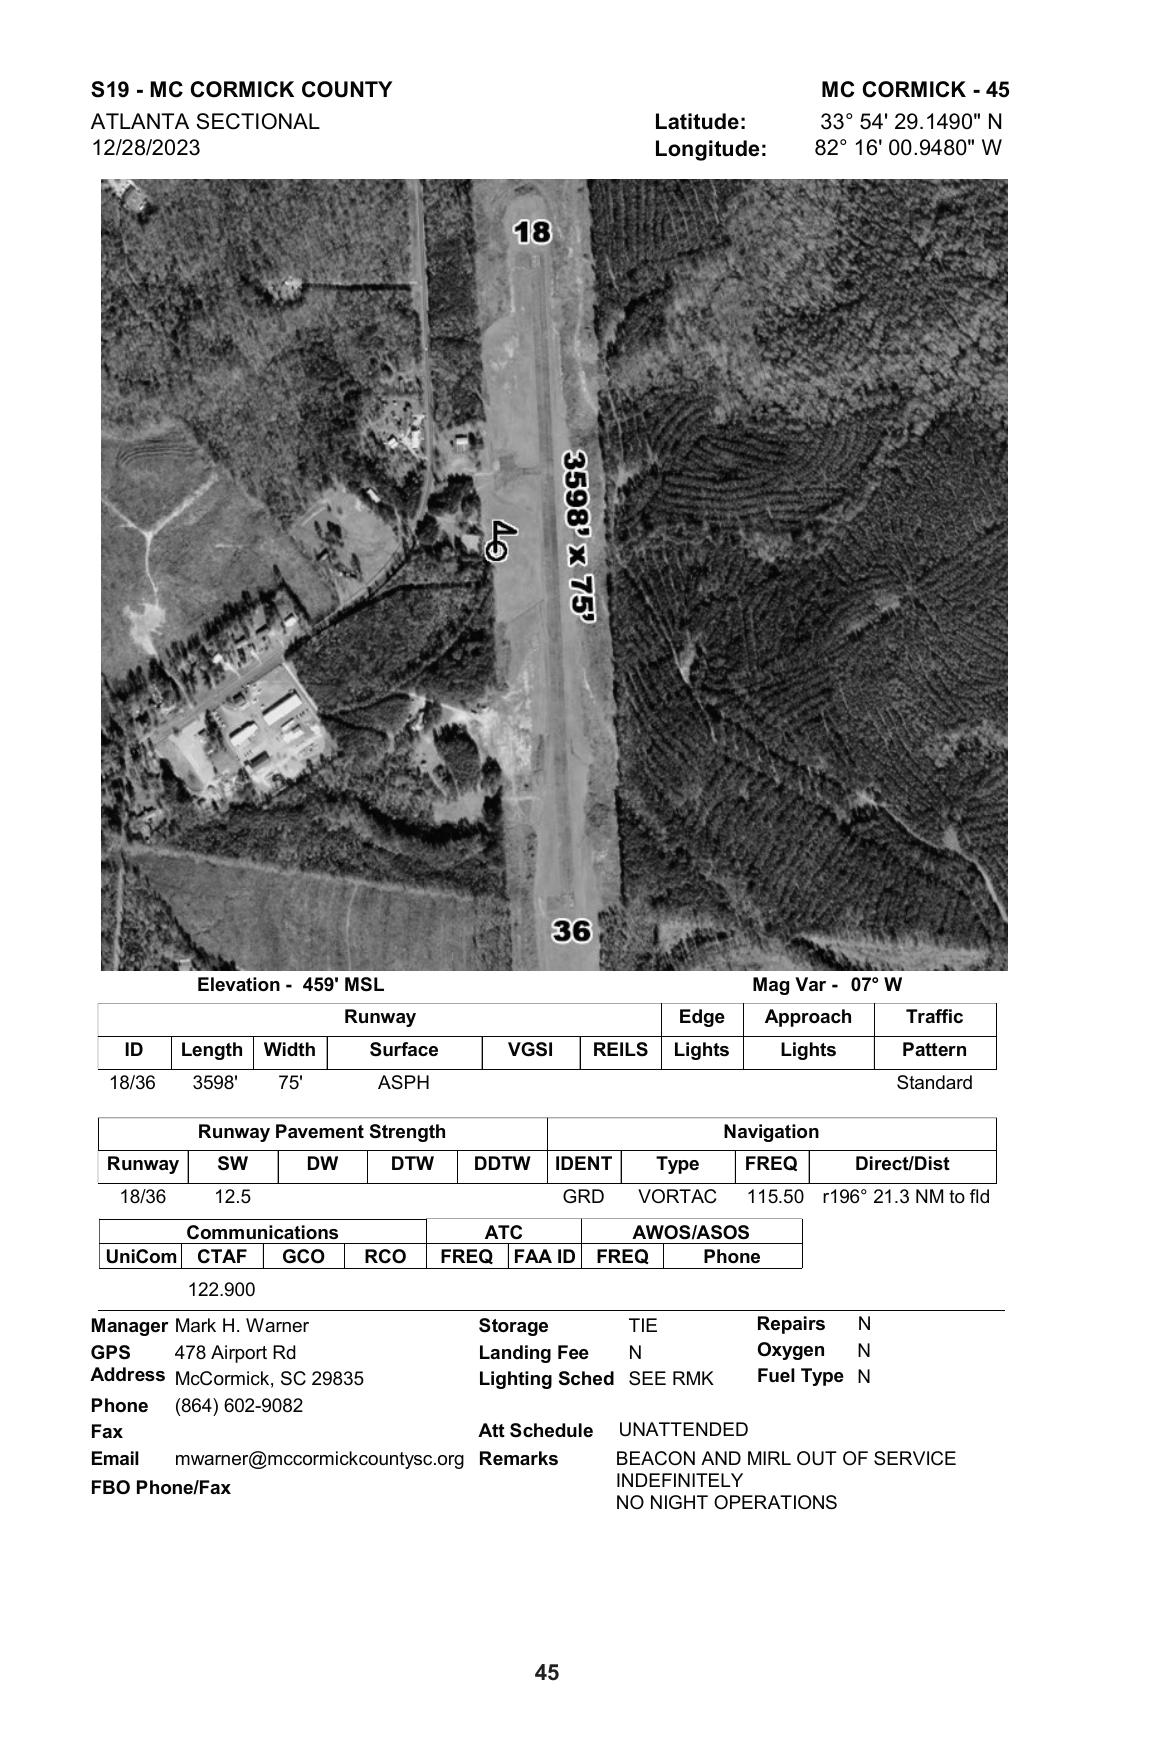 S19 - MC CORMICK COUNTY MC CORMICK - 45
ATLANTA SECTIONAL Latitude: 33° 54' 29.1490" N
12/28/2023 Longitude: 82° 16' 00.9480" W
18
3598' x 75'
36
Elevation - 459' MSL Mag Var - 07° W
Runway Edge Approach Traffic
ID Length Width Surface VGSI REILS Lights Lights Pattern
18/36 3598' 75' ASPH Standard
Runway Pavement Strength Navigation
Runway SW DW DTW DDTW IDENT Type FREQ Direct/Dist
18/36 12.5 GRD VORTAC 115.50 r196° 21.3 NM to fld
Communications ATC AWOS/ASOS
UniCom CTAF GCO RCO FREQ FAA ID FREQ Phone
122.900
Manager Mark H. Warner Storage TIE Repairs N
GPS 478 Airport Rd Landing Fee N Oxygen N
Address McCormick, SC 29835 Lighting Sched SEE RMK Fuel Type N
Phone (864) 602-9082
Fax Att Schedule UNATTENDED
Email mwarner@mccormickcountysc.org Remarks BEACON AND MIRL OUT OF SERVICE
INDEFINITELY
FBO Phone/Fax
NO NIGHT OPERATIONS
45